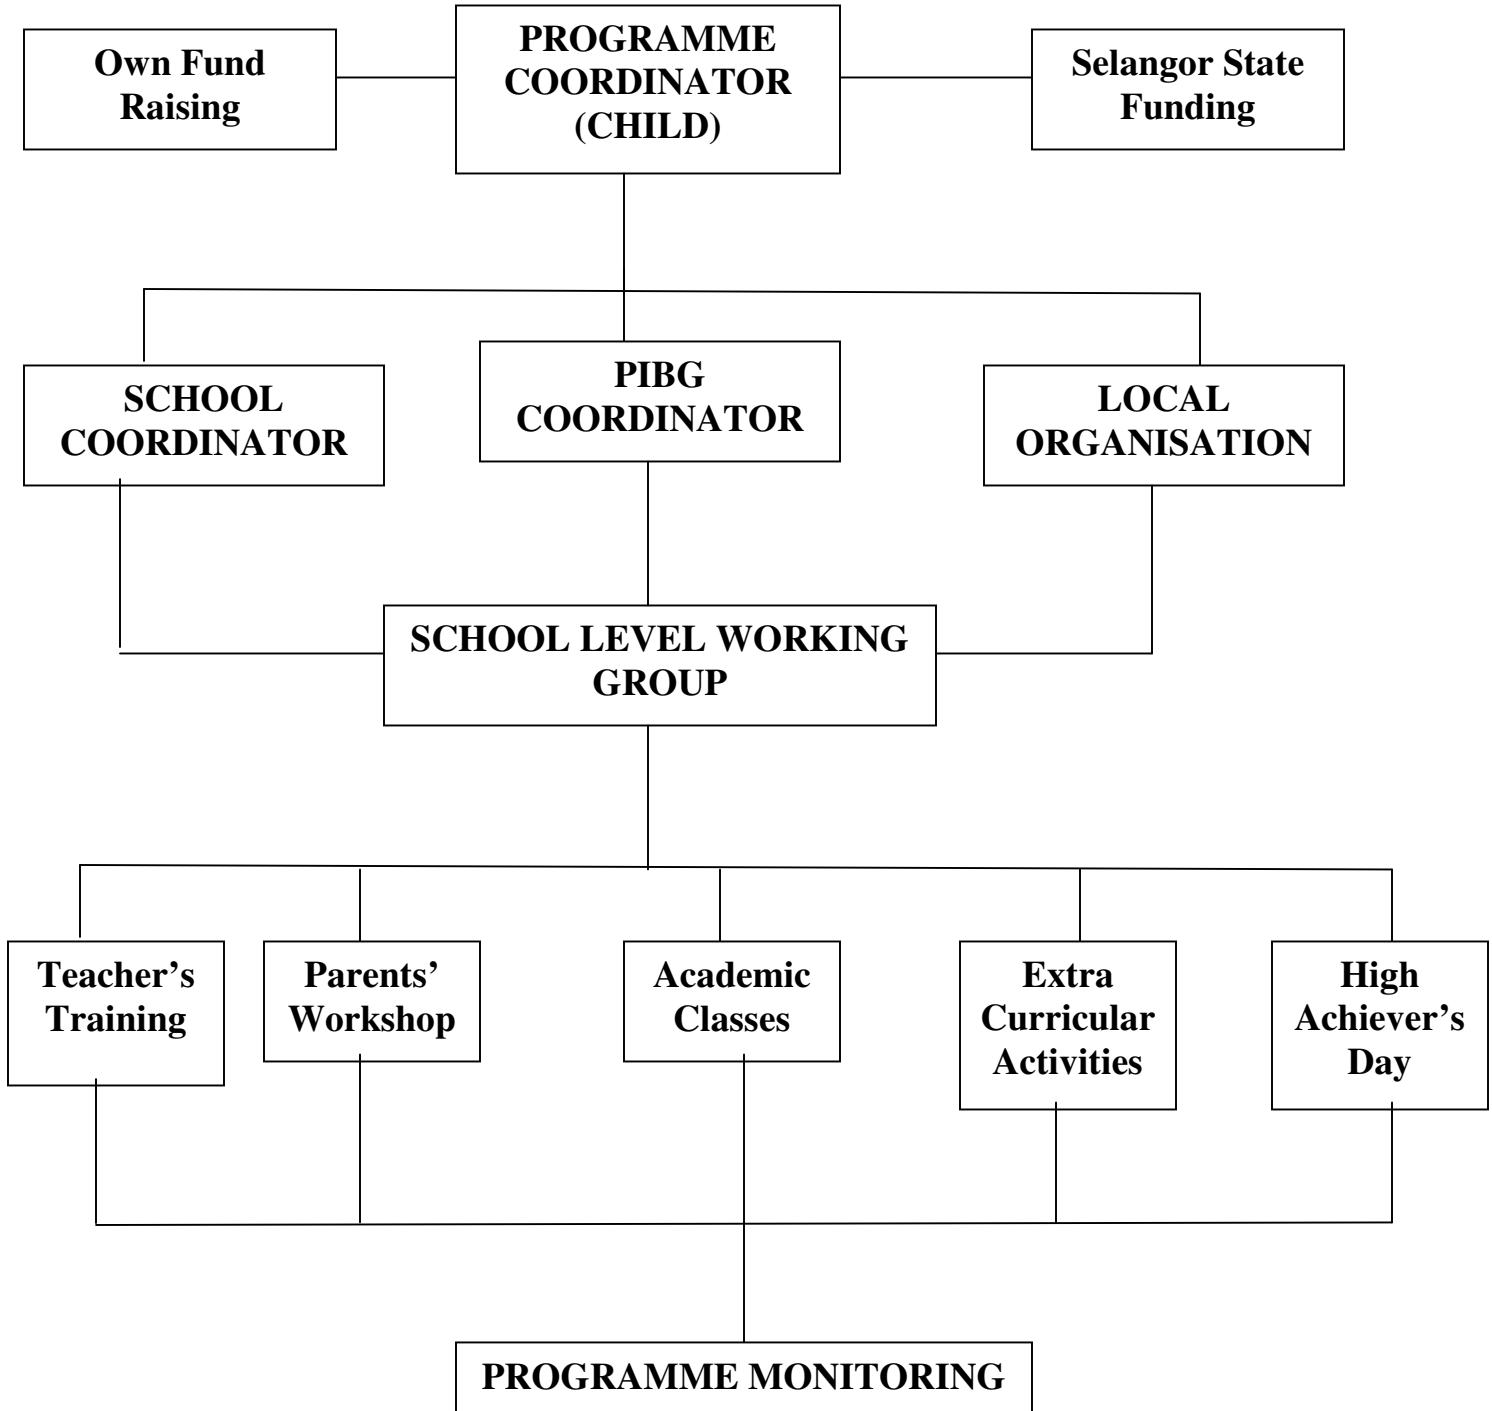 Own Fund
Raising
PROGRAMME
COORDINATOR
(CHILD)
Selangor State
Funding
SCHOOL
COORDINATOR
PIBG
COORDINATOR
LOCAL
ORGANISATION
SCHOOL LEVEL WORKING
GROUP
Teacher’s
Training
Parents’
Workshop
Academic
Classes
Extra
Curricular
Activities
High
Achiever’s
Day
PROGRAMME MONITORING